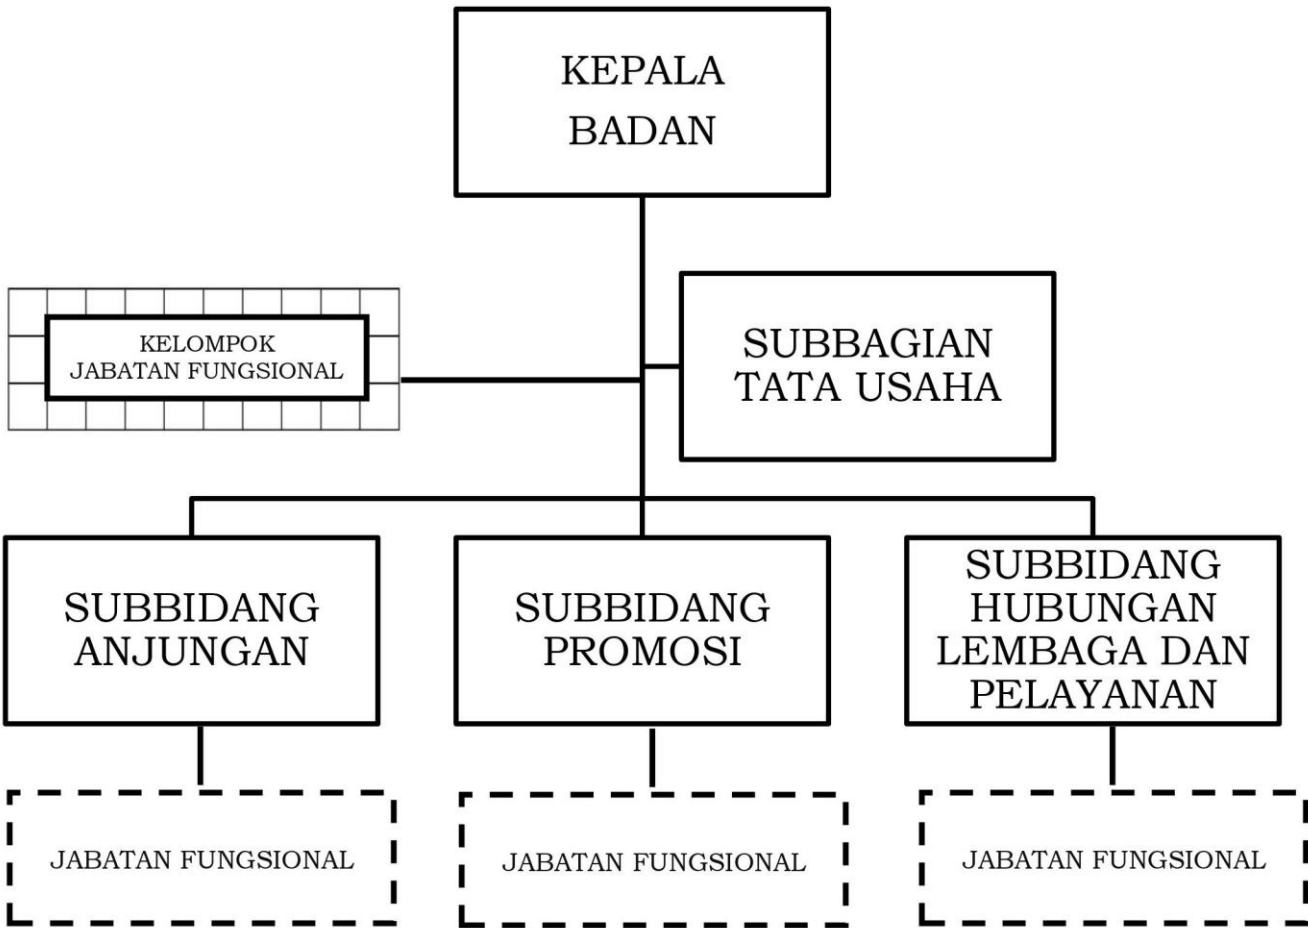 KEPALA
BADAN
KELOMPOK
JABATAN FUNGSIONAL
SUBBAGIAN
TATA USAHA
SUBBIDANG
ANJUNGAN
SUBBIDANG
PROMOSI
SUBBIDANG
HUBUNGAN
LEMBAGA DAN
PELAYANAN
JABATAN FUNGSIONAL
JABATAN FUNGSIONAL
JABATAN FUNGSIONAL